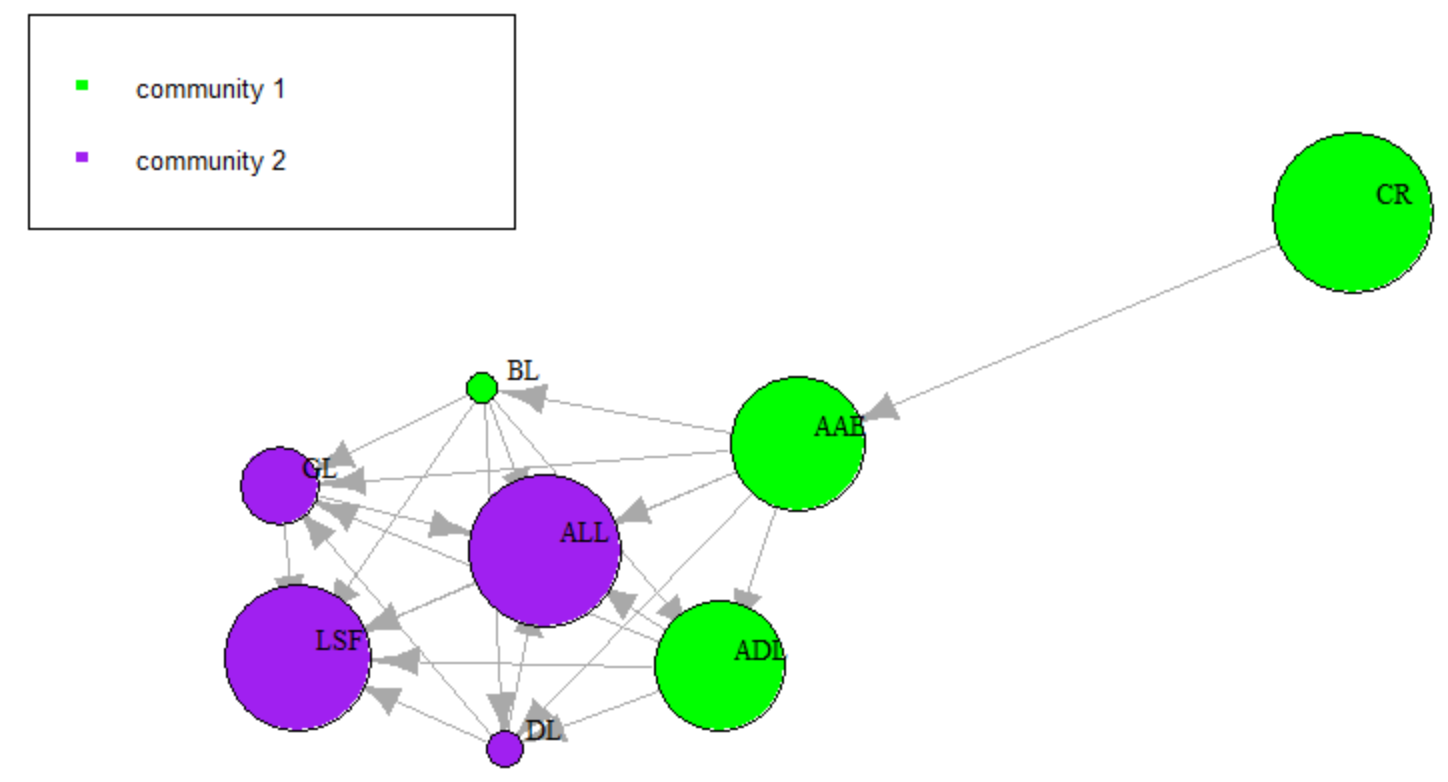 community 1
community 2
CR
BL
AAE
GL
ALL
LSF
ADL
DL